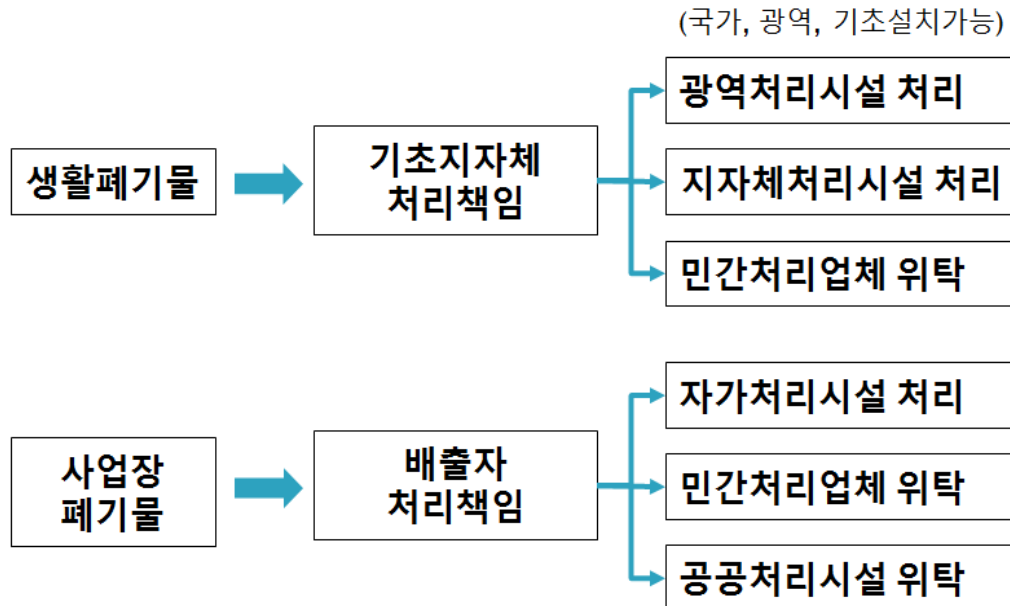 (국가, 광역, 기초설치가능)
광역처리시설 처리
생활폐기물
기초지자체
처리책임
지자체처리시설 처리
민간처리업체 위탁
자가처리시설 처리
사업장
폐기물
배출자
처리책임
민간처리업체 위탁
공공처리시설 위탁